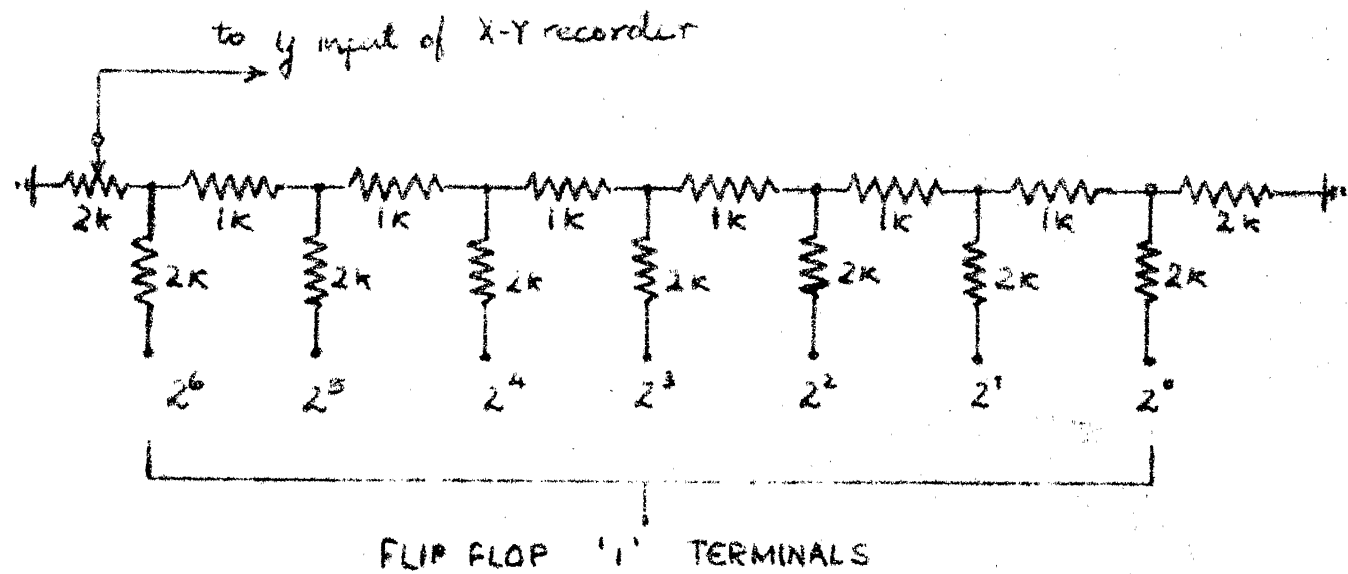 to y input of X-Y recorder
2k 1k 1k 1k 1k 1k 1k 2k
2k 2k 2k 2k 2k 2k 2k
2⁶ 2⁵ 2⁴ 2³ 2² 2¹ 2⁰
FLIP FLOP '1' TERMINALS